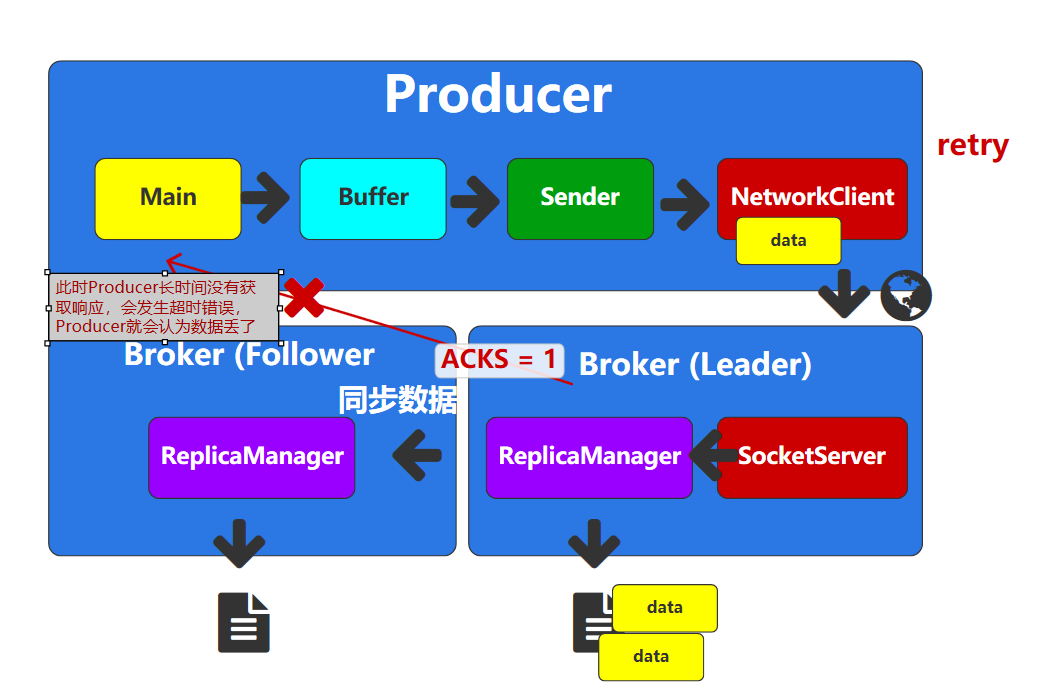 Producer
retry
Main
Buffer
Sender
NetworkClient
data
此时Producer长时间没有获
取响应，会发生超时错误，
Producer就会认为数据丢了
Broker (Follower
ACKS = 1
Broker (Leader)
同步数据
ReplicaManager
ReplicaManager
SocketServer
data
data